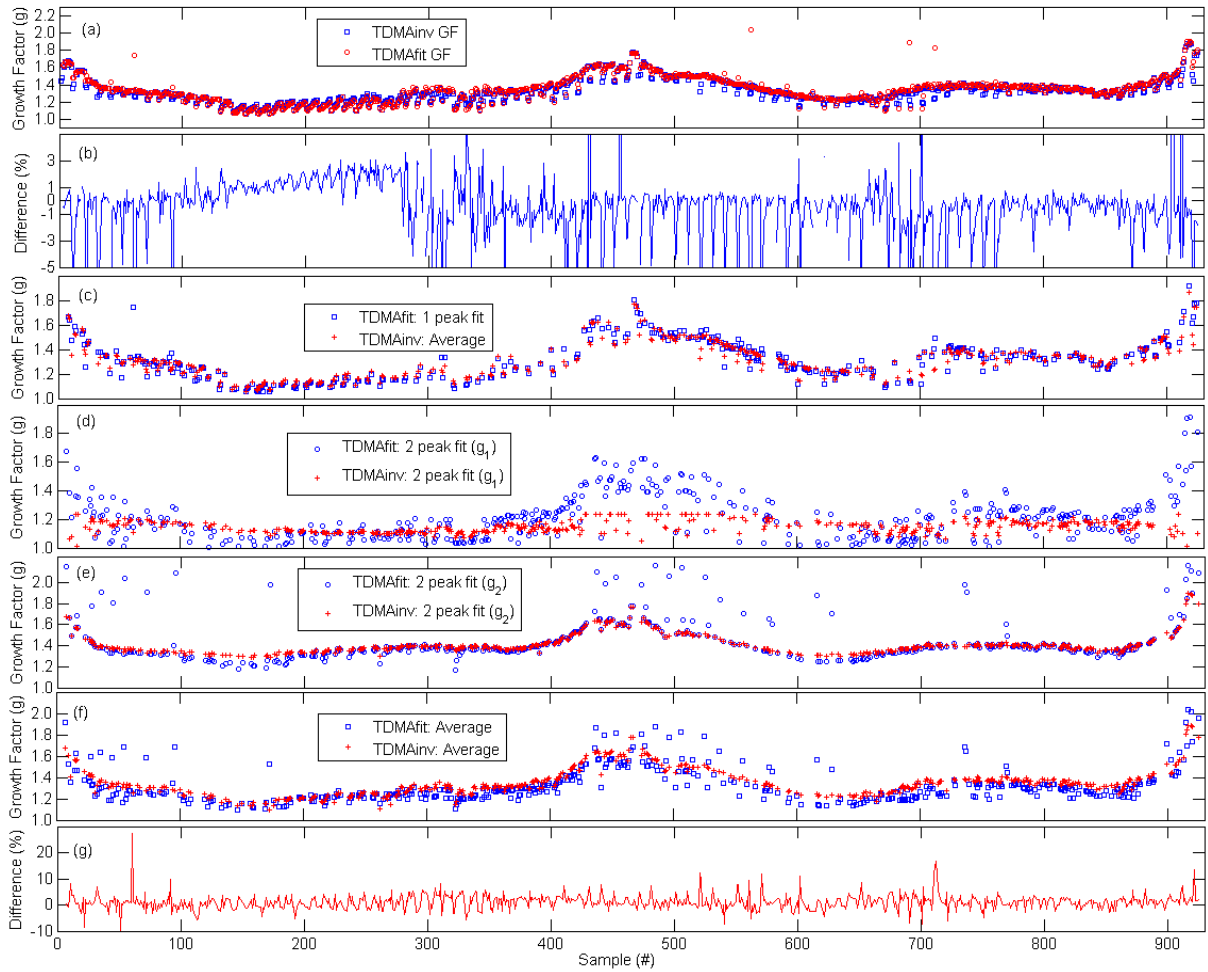 Growth Factor (g)
2.2
2.0
1.8
1.6
1.4
1.2
1.0
(a)
TDMAinv GF
TDMAfit GF
Difference (%)
3
1
0
-1
-3
-5
(b)
Growth Factor (g)
1.8
1.6
1.4
1.2
1.0
(c)
TDMAfit: 1 peak fit
TDMAinv: Average
Growth Factor (g)
1.8
1.6
1.4
1.2
1.0
(d)
TDMAfit: 2 peak fit (g1)
TDMAinv: 2 peak fit (g1)
Growth Factor (g)
2.0
1.8
1.6
1.4
1.2
1.0
(e)
TDMAfit: 2 peak fit (g2)
TDMAinv: 2 peak fit (g2)
Growth Factor (g)
2.0
1.8
1.6
1.4
1.2
1.0
(f)
TDMAfit: Average
TDMAinv: Average
Difference (%)
20
10
0
-10
(g)
0 100 200 300 400 500 600 700 800 900
Sample (#)